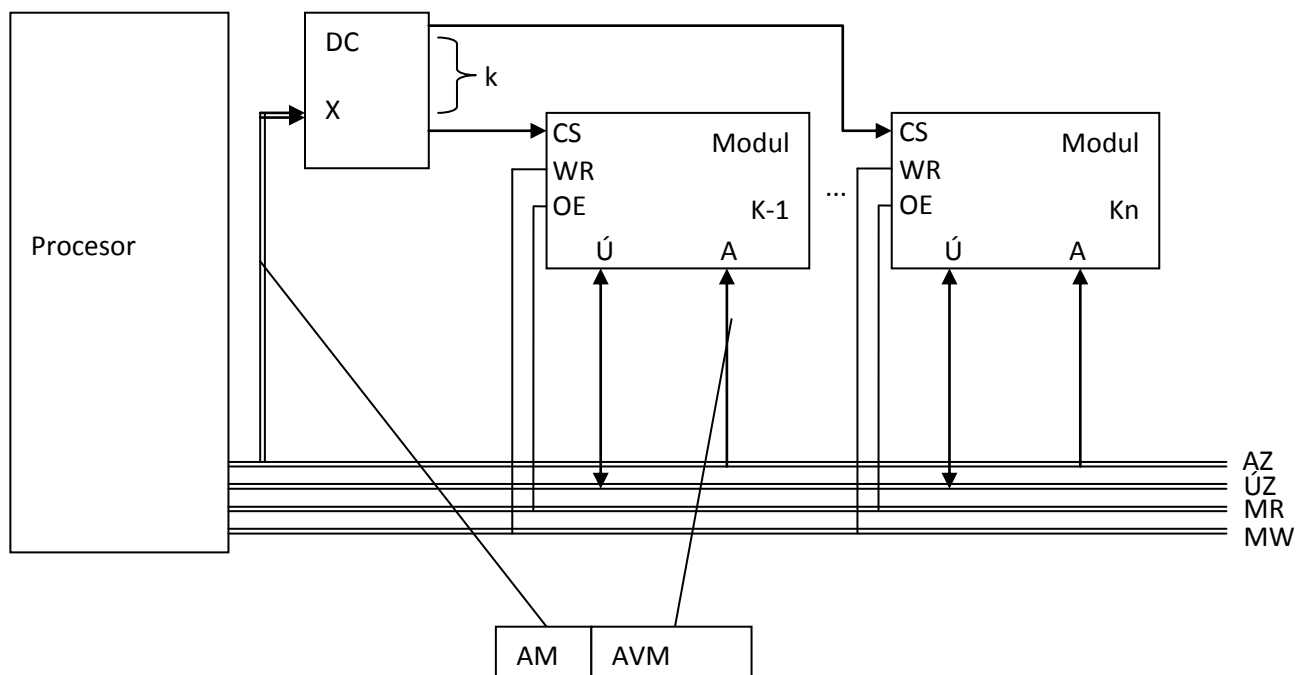 DC
k
X
CS
Modul
WR
OE
K-1
Ú
A
...
CS
Modul
WR
OE
Kn
Ú
A
Procesor
AZ
ÚZ
MR
MW
AM
AVM